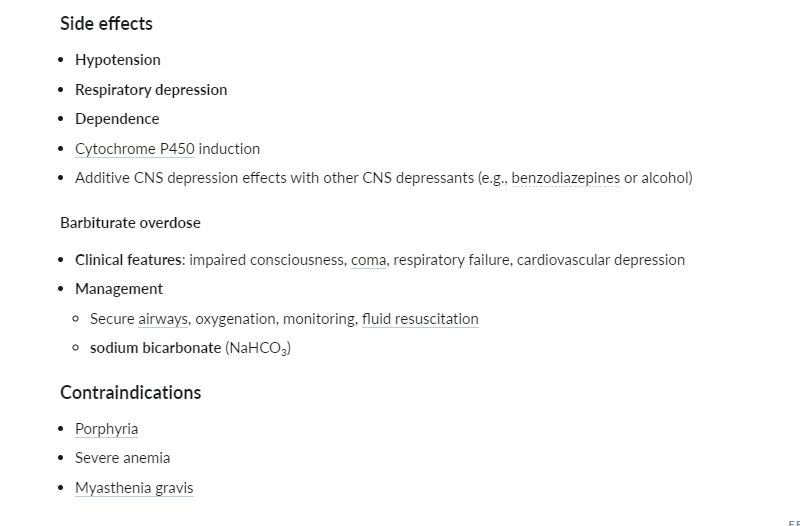 Side effects
• Hypotension
• Respiratory depression
• Dependence
• Cytochrome P450 induction
• Additive CNS depression effects with other CNS depressants (e.g., benzodiazepines or alcohol)
Barbiturate overdose
• Clinical features: impaired consciousness, coma, respiratory failure, cardiovascular depression
• Management
◦ Secure airways, oxygenation, monitoring, fluid resuscitation
◦ sodium bicarbonate (NaHCO₃)
Contraindications
• Porphyria
• Severe anemia
• Myasthenia gravis